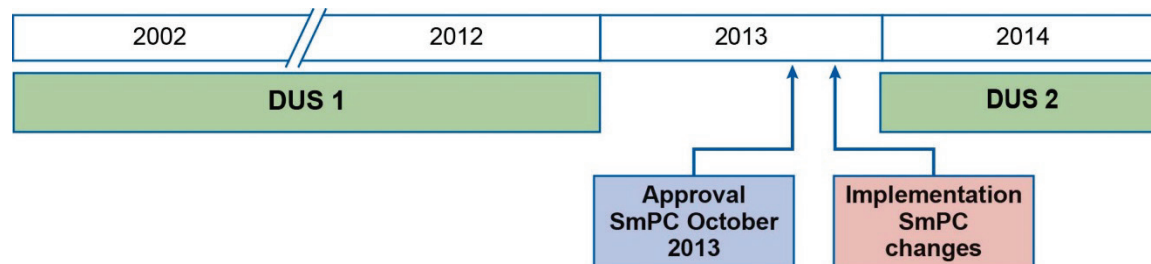 2002 2012 2013 2014
DUS 1 DUS 2
Approval
SmPC October
2013
Implementation
SmPC
changes